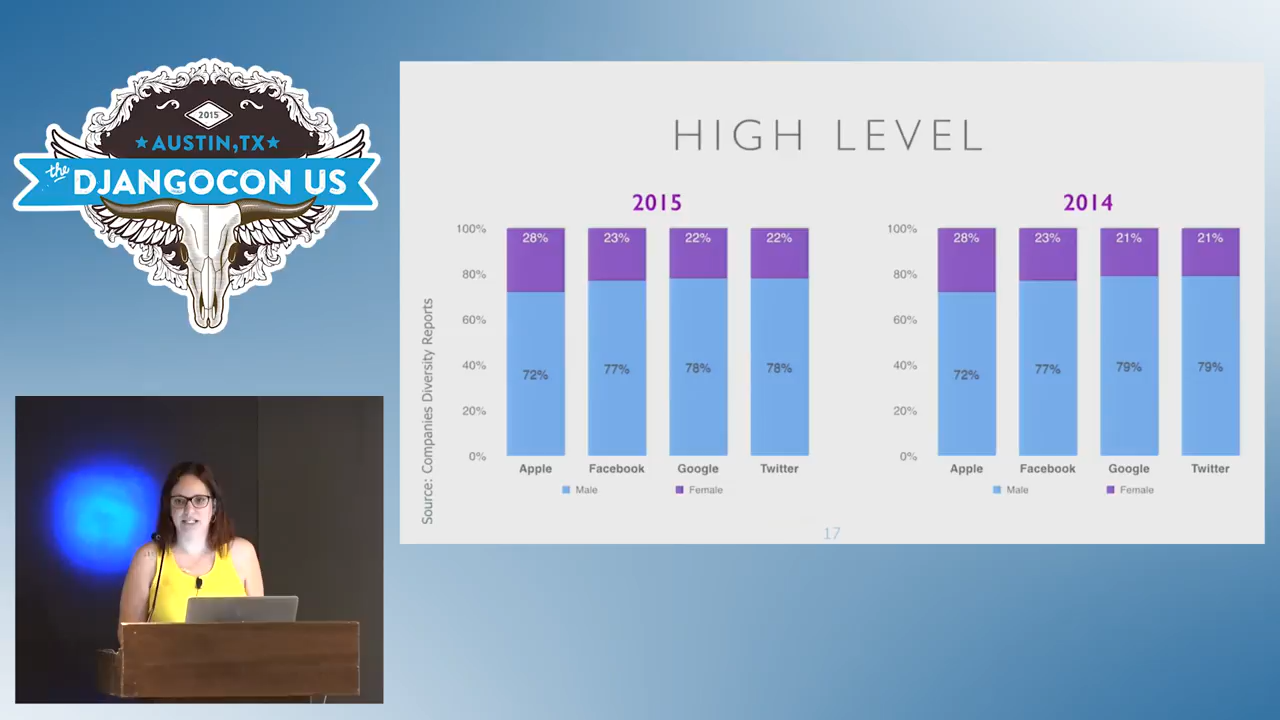 2015
★ AUSTIN,TX ★
the
DJANGOCON US
HIGH LEVEL
2015
100%
80%
60%
40%
20%
0%
28%
23%
22%
22%
72%
77%
78%
78%
Apple
Facebook
Google
Twitter
Male
Female
2014
100%
80%
60%
40%
20%
0%
28%
23%
21%
21%
72%
77%
79%
79%
Apple
Facebook
Google
Twitter
Male
Female
Source: Companies Diversity Reports
17